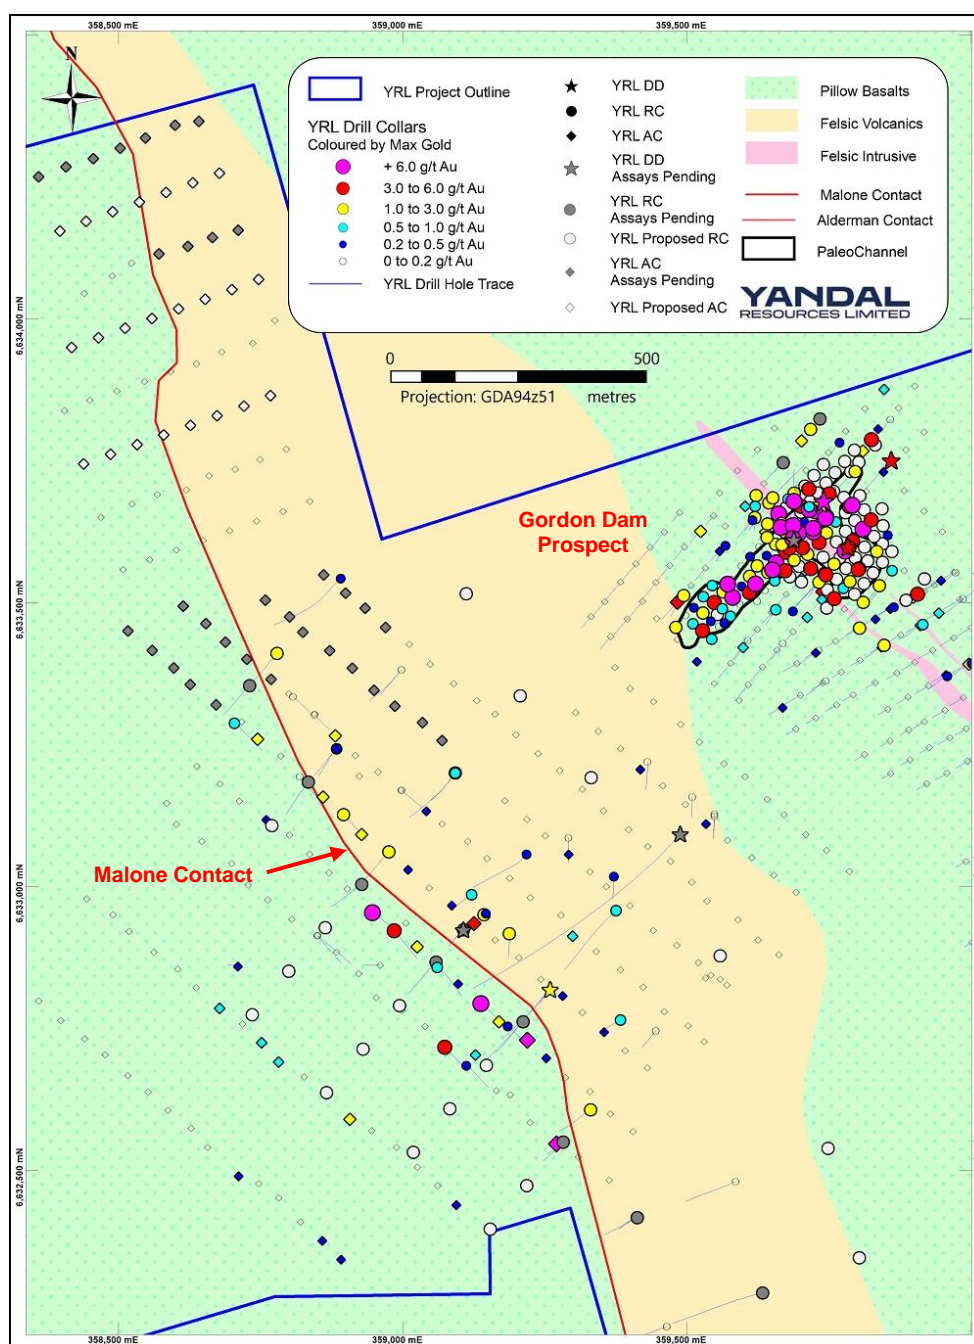 358,500 mE
359,000 mE
359,500 mE
N
YRL Project Outline
YRL Drill Collars
Coloured by Max Gold
+ 6.0 g/t Au
3.0 to 6.0 g/t Au
1.0 to 3.0 g/t Au
0.5 to 1.0 g/t Au
0.2 to 0.5 g/t Au
0 to 0.2 g/t Au
YRL Drill Hole Trace
YRL DD
YRL RC
YRL AC
YRL DD
Assays Pending
YRL RC
Assays Pending
YRL Proposed RC
YRL AC
Assays Pending
YRL Proposed AC
Pillow Basalts
Felsic Volcanics
Felsic Intrusive
Malone Contact
Alderman Contact
PaleoChannel
YANDAL
RESOURCES LIMITED
6,634,000 mN
0
500
Projection: GDA94z51
metres
Gordon Dam
Prospect
6,633,500 mN
Malone Contact
6,633,000 mN
6,632,500 mN
358,500 mE
359,000 mE
359,500 mE